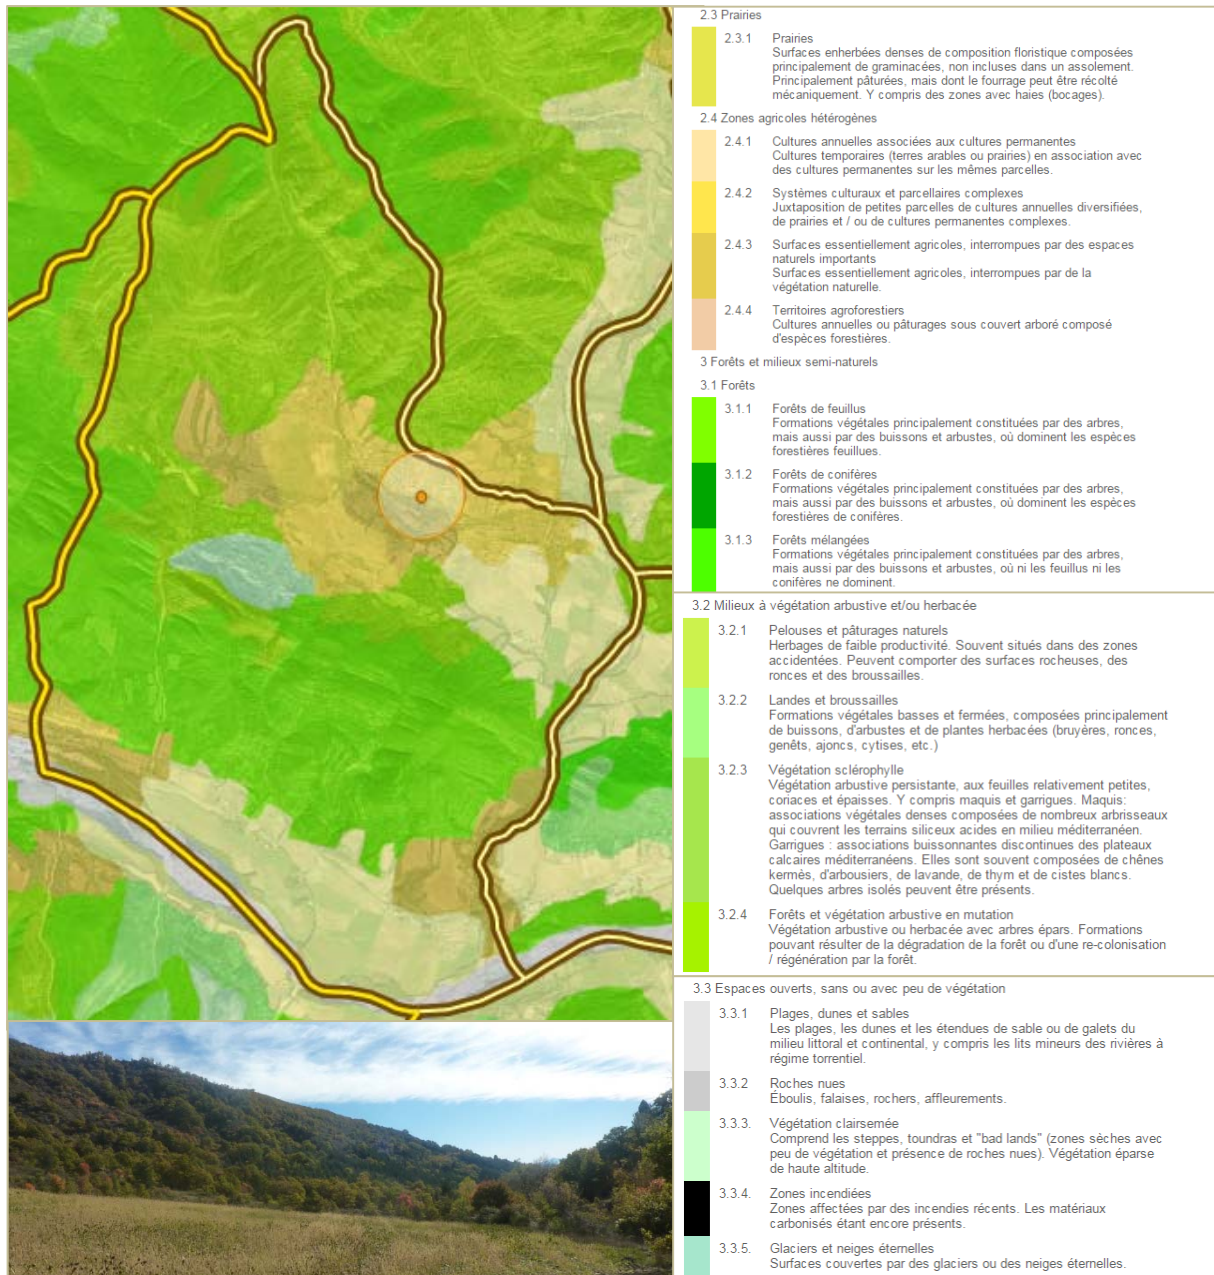 2.3 Prairies
2.3.1 Prairies
Surfaces enherbées denses de composition floristique composées
principalement de graminacées, non incluses dans un assolement.
Principalement pâturées, mais dont le fourrage peut être récolté
mécaniquement. Y compris des zones avec haies (bocages).
2.4 Zones agricoles hétérogènes
2.4.1 Cultures annuelles associées aux cultures permanentes
Cultures temporaires (terres arables ou prairies) en association avec
des cultures permanentes sur les mêmes parcelles.
2.4.2 Systèmes culturaux et parcellaires complexes
Juxtaposition de petites parcelles de cultures annuelles diversifiées,
de prairies et / ou de cultures permanentes complexes.
2.4.3 Surfaces essentiellement agricoles, interrompues par des espaces
naturels importants
Surfaces essentiellement agricoles, interrompues par de la
végétation naturelle.
2.4.4 Territoires agroforestiers
Cultures annuelles ou pâturages sous couvert arboré composé
d'espèces forestières.
3 Forêts et milieux semi-naturels
3.1 Forêts
3.1.1 Forêts de feuillus
Formations végétales principalement constituées par des arbres,
mais aussi par des buissons et arbustes, où dominent les espèces
forestières feuillues.
3.1.2 Forêts de conifères
Formations végétales principalement constituées par des arbres,
mais aussi par des buissons et arbustes, où dominent les espèces
forestières de conifères.
3.1.3 Forêts mélangées
Formations végétales principalement constituées par des arbres,
mais aussi par des buissons et arbustes, où ni les feuillus ni les
conifères ne dominent.
3.2 Milieux à végétation arbustive et/ou herbacée
3.2.1 Pelouses et pâturages naturels
Herbages de faible productivité. Souvent situés dans des zones
accidentées. Peuvent comporter des surfaces rocheuses, des
ronces et des broussailles.
3.2.2 Landes et broussailles
Formations végétales basses et fermées, composées principalement
de buissons, d'arbustes et de plantes herbacées (bruyères, ronces,
genêts, ajoncs, cytises, etc.)
3.2.3 Végétation sclérophylle
Végétation arbustive persistante, aux feuilles relativement petites,
coriaces et épaisses. Y compris maquis et garrigues. Maquis:
associations végétales denses composées de nombreux arbrisseaux
qui couvrent les terrains siliceux acides en milieu méditerranéen.
Garrigues : associations buissonnantes discontinues des plateaux
calcaires méditerranéens. Elles sont souvent composées de chênes
kermès, d'arbousiers, de lavande, de thym et de cistes blancs.
Quelques arbres isolés peuvent être présents.
3.2.4 Forêts et végétation arbustive en mutation
Végétation arbustive ou herbacée avec arbres épars. Formations
pouvant résulter de la dégradation de la forêt ou d'une re-colonisation
/ régénération par la forêt.
3.3 Espaces ouverts, sans ou avec peu de végétation
3.3.1 Plages, dunes et sables
Les plages, les dunes et les étendues de sable ou de galets du
milieu littoral et continental, y compris les lits mineurs des rivières à
régime torrentiel.
3.3.2 Roches nues
Éboulis, falaises, rochers, affleurements.
3.3.3. Végétation clairsemée
Comprend les steppes, toundras et "bad lands" (zones sèches avec
peu de végétation et présence de roches nues). Végétation éparse
de haute altitude.
3.3.4. Zones incendiées
Zones affectées par des incendies récents. Les matériaux
carbonisés étant encore présents.
3.3.5. Glaciers et neiges éternelles
Surfaces couvertes par des glaciers ou des neiges éternelles.